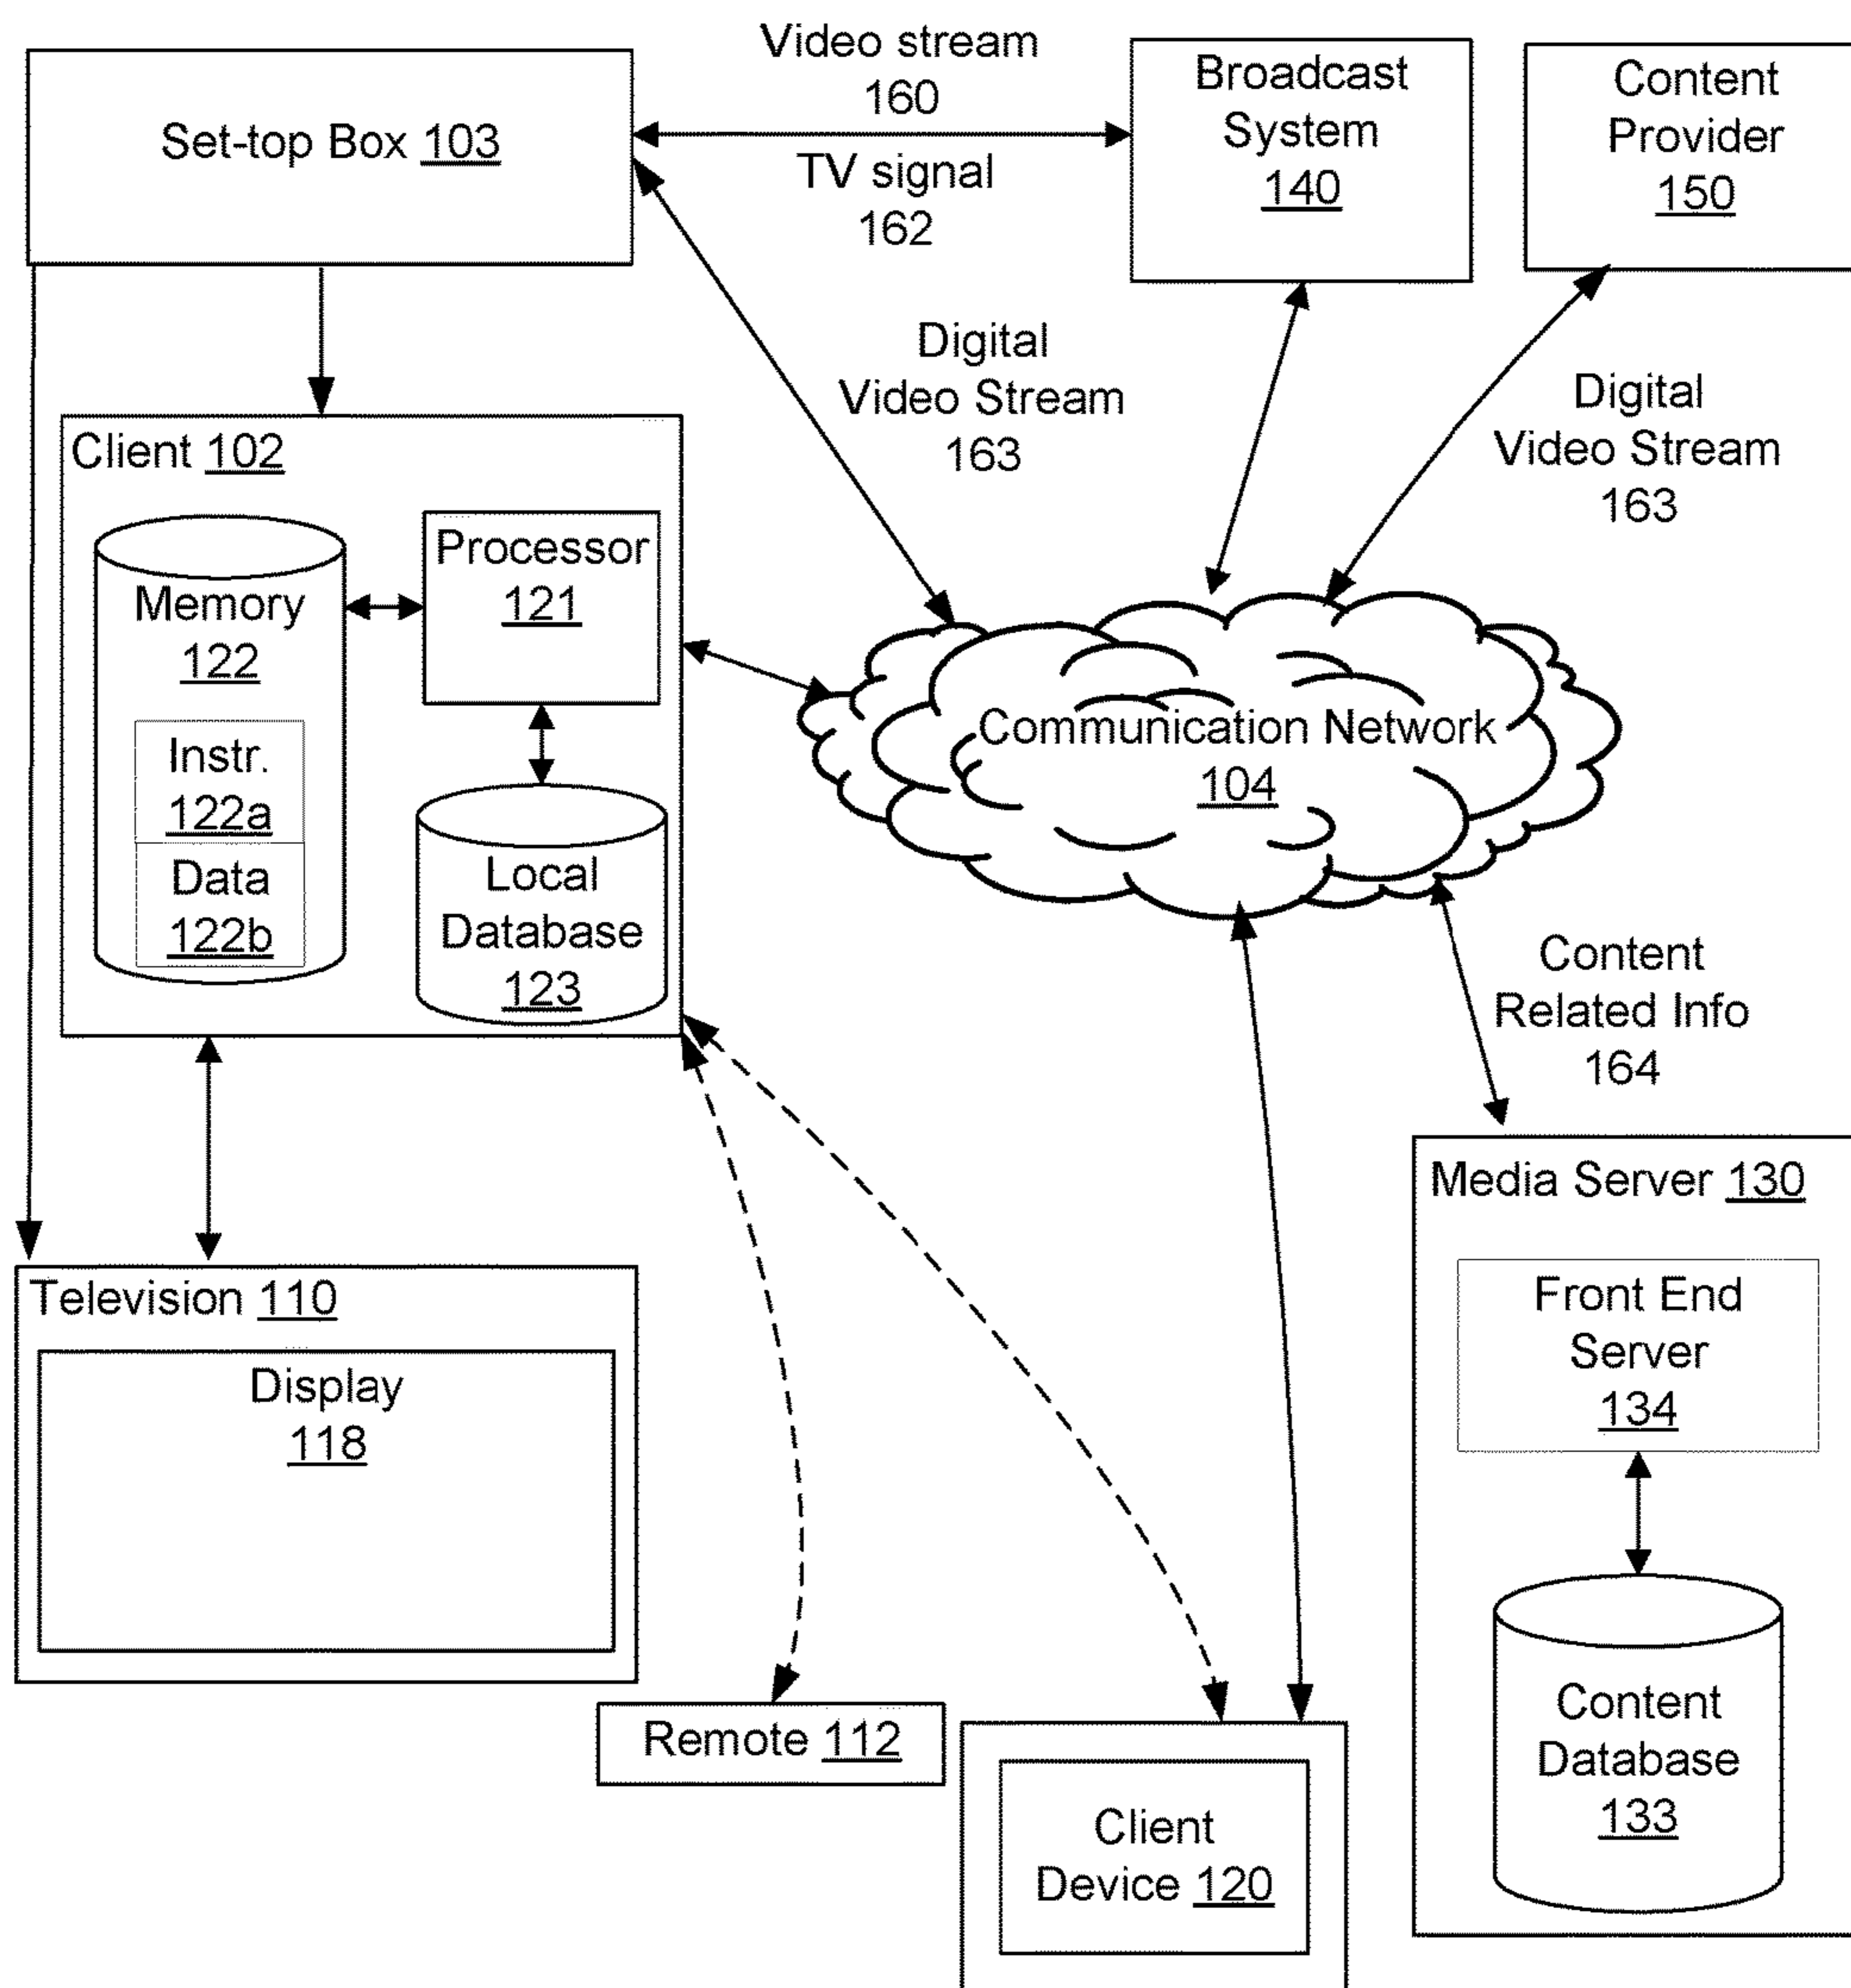 Video stream
160
TV signal
162
Set-top Box 103
Broadcast
System
140
Content
Provider
150
Digital
Video Stream
163
Digital
Video Stream
163
Client 102
Memory
122
Instr.
122a
Data
122b
Processor
121
Local
Database
123
Communication Network
104
Content
Related Info
164
Television 110
Display
118
Remote 112
Client
Device 120
Media Server 130
Front End
Server
134
Content
Database
133